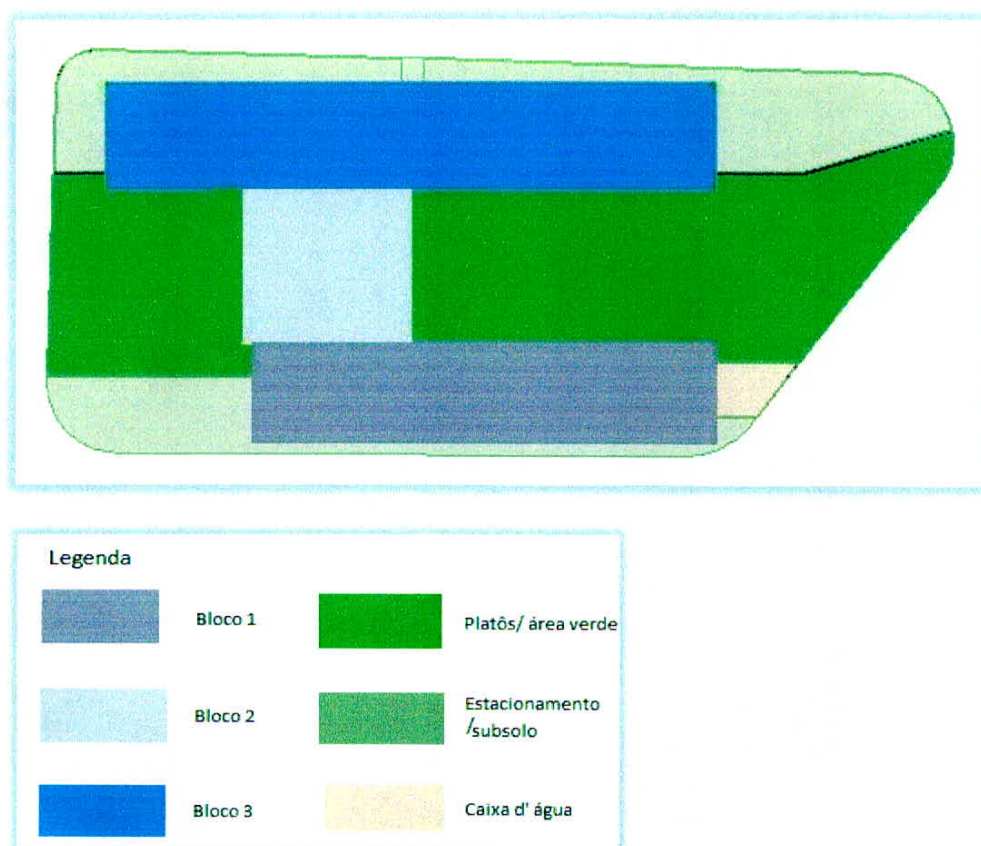 Legenda
Bloco 1
Platôs/ área verde
Bloco 2
Estacionamento
/subsolo
Bloco 3
Caixa d' água